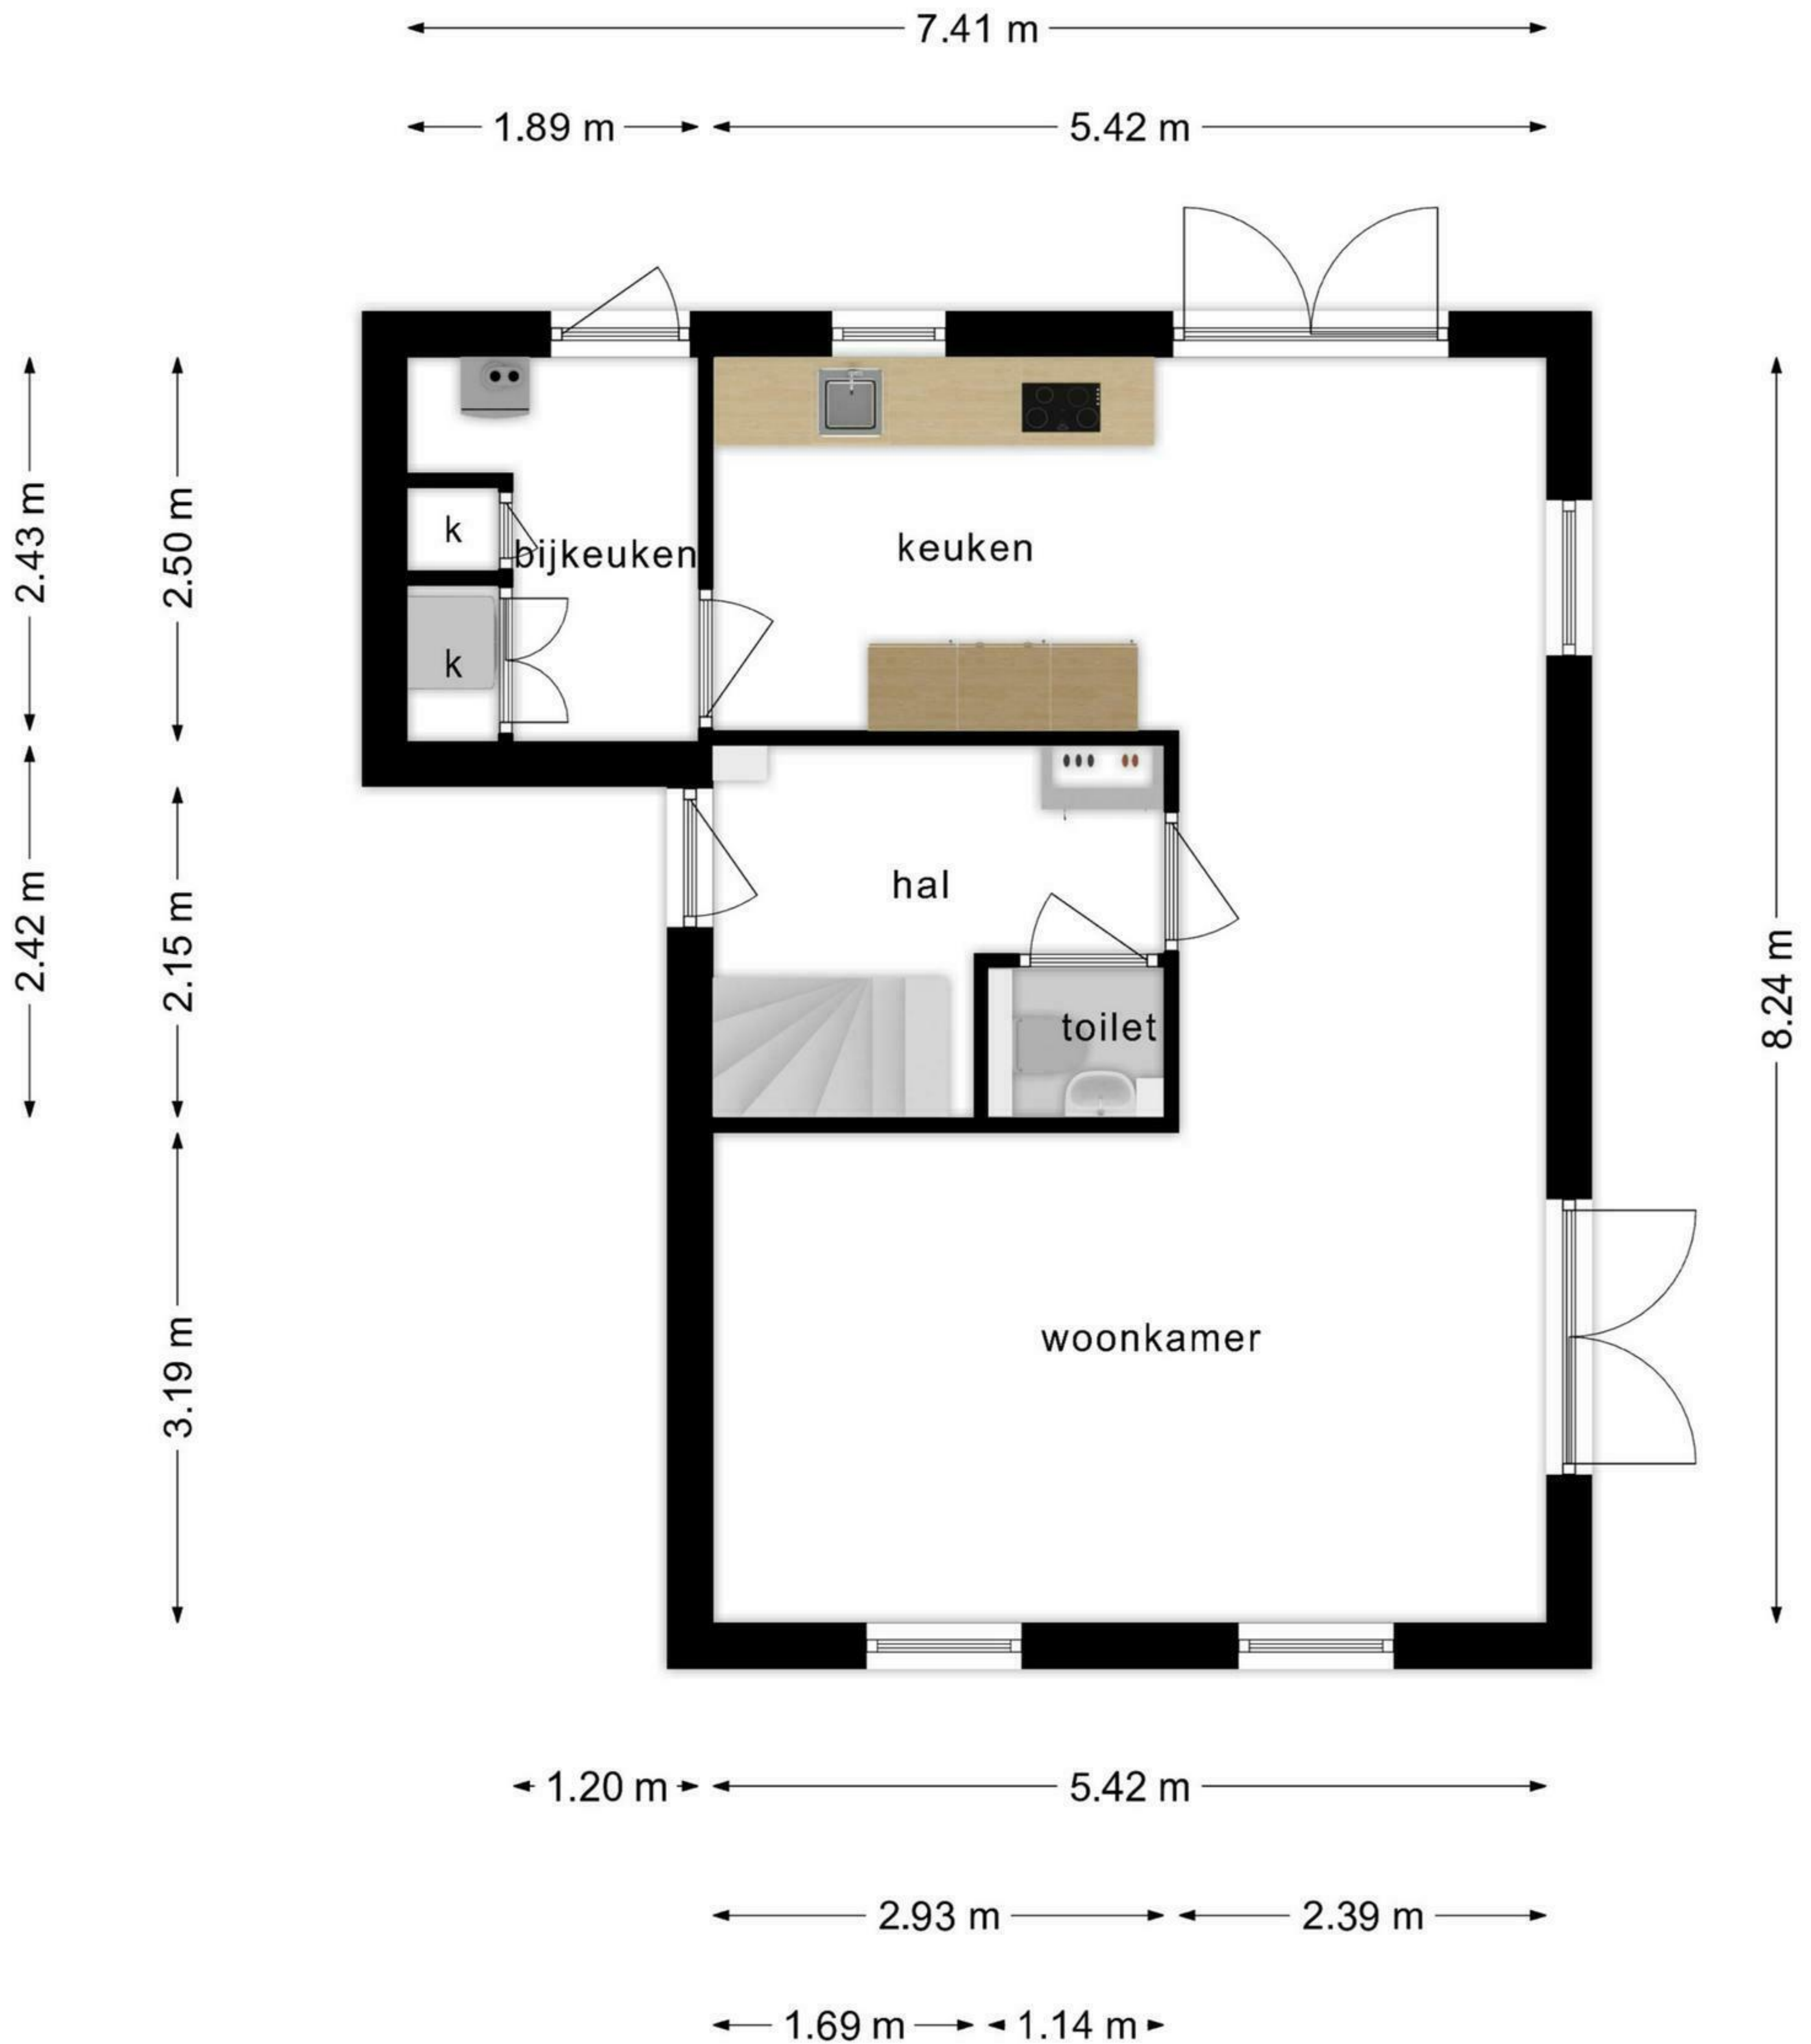 7.41 m
1.89 m
5.42 m
2.43 m
2.50 m
k
bijkeuken
keuken
k
2.42 m
2.15 m
hal
8.24 m
toilet
3.19 m
woonkamer
1.20 m
5.42 m
2.93 m
2.39 m
1.69 m
1.14 m